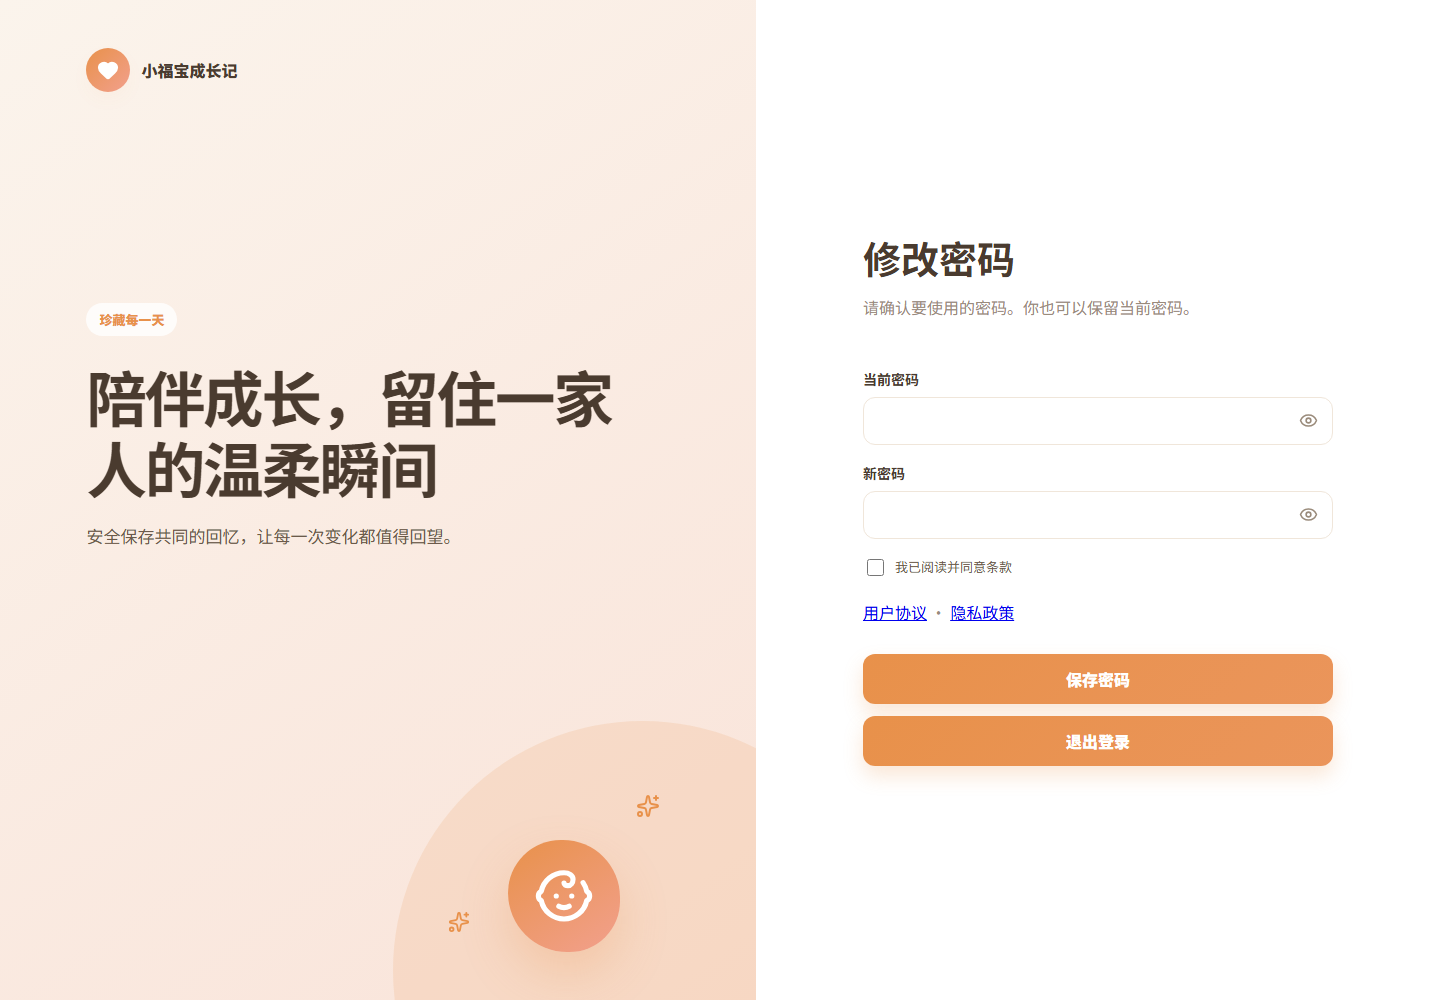 小福宝成长记
珍藏每一天
陪伴成长，留住一家
人的温柔瞬间
安全保存共同的回忆，让每一次变化都值得回望。
修改密码
请确认要使用的密码。你也可以保留当前密码。
当前密码
新密码
我已阅读并同意条款
用户协议 · 隐私政策
保存密码
退出登录